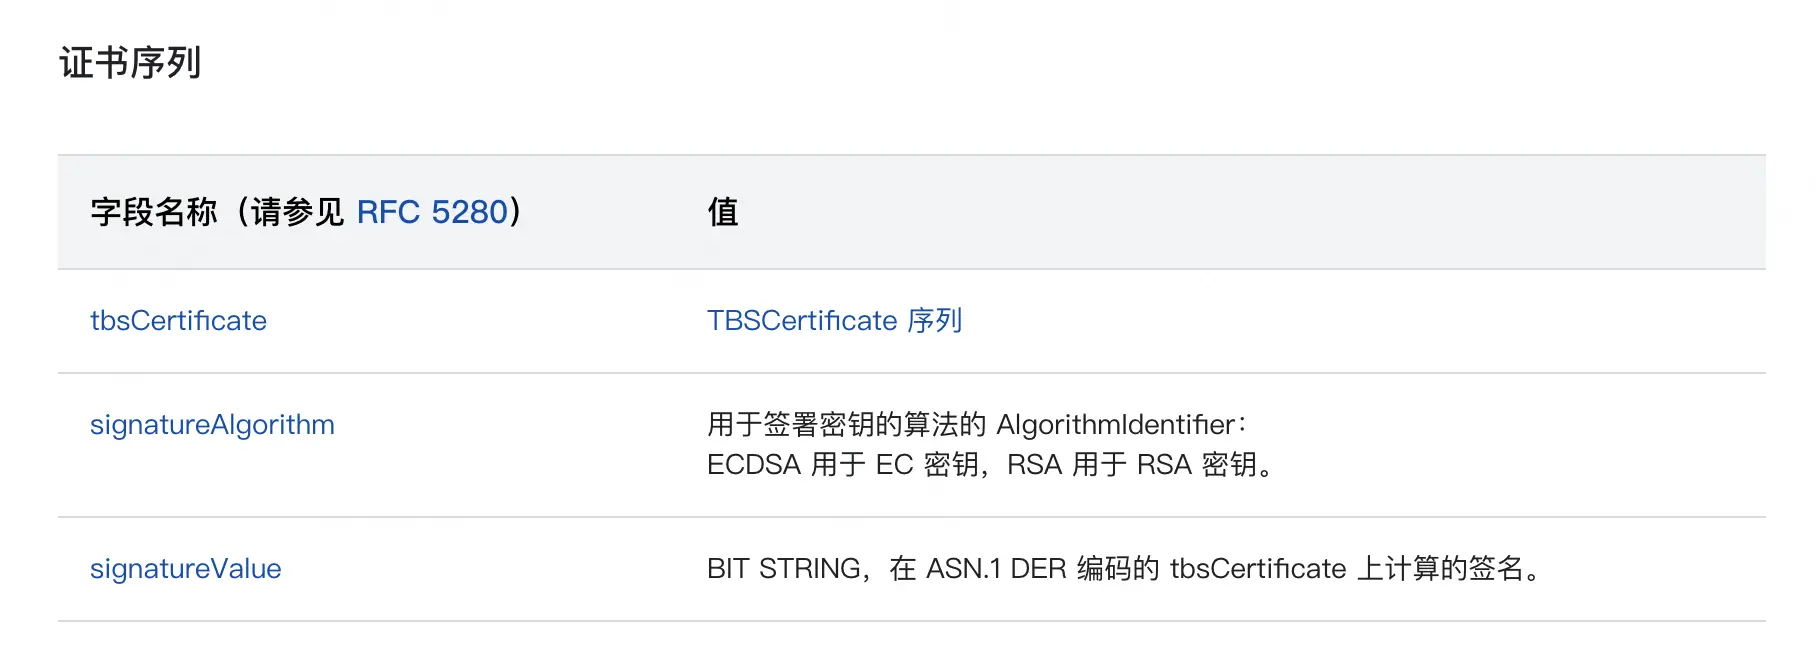 证书序列
字段名称（请参见 RFC 5280）
值
tbsCertificate
TBSCertificate 序列
signatureAlgorithm
用于签署密钥的算法的 AlgorithmIdentifier：
ECDSA 用于 EC 密钥，RSA 用于 RSA 密钥。
signatureValue
BIT STRING，在 ASN.1 DER 编码的 tbsCertificate 上计算的签名。